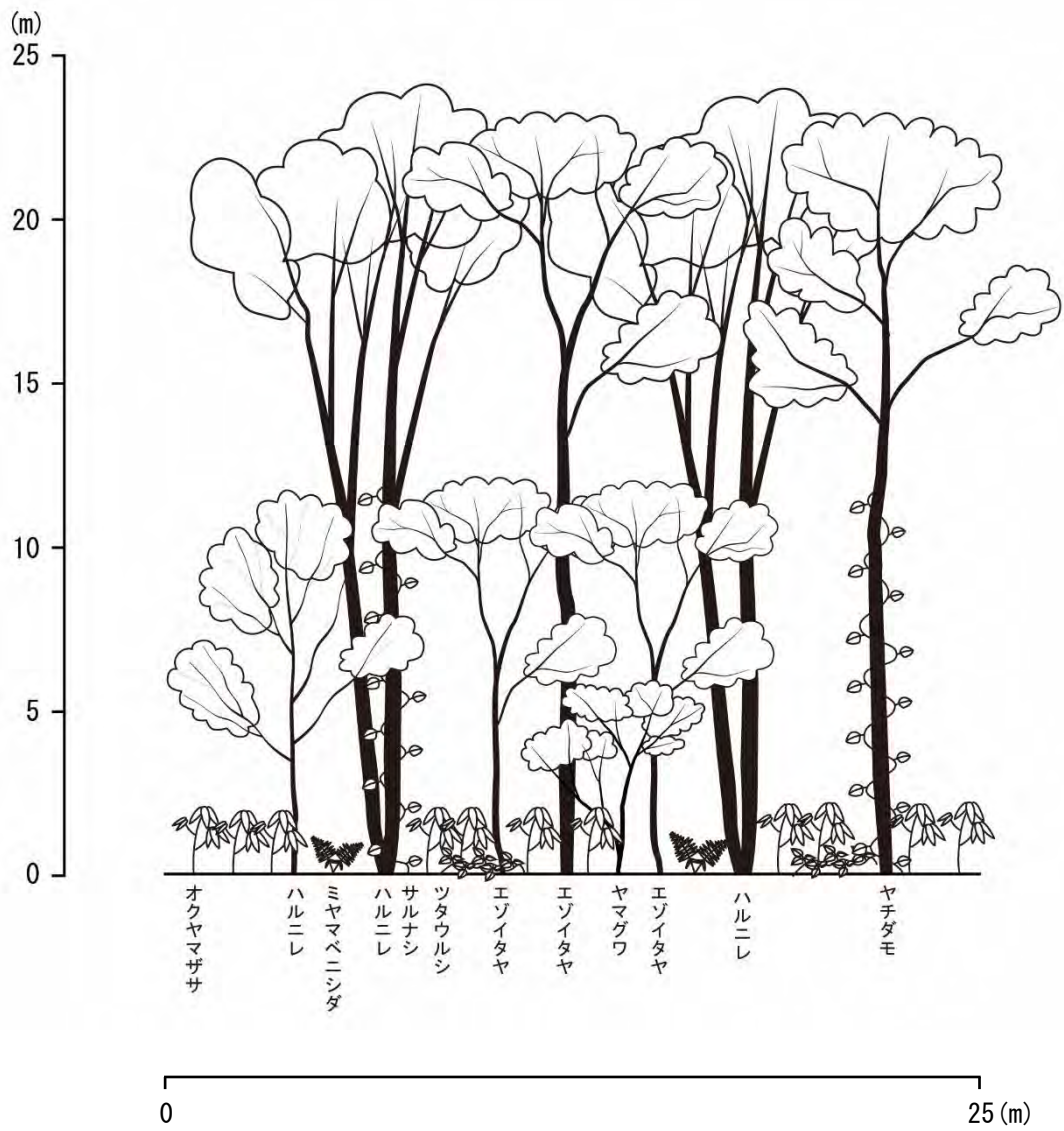 (m)
25
20
15
10
5
0
オクヤマザサ
ハルニレ
ミヤマベニシダ
ハルニレ
サルナシ
ツタウルシ
エゾイタヤ
エゾイタヤ
ヤマグワ
エゾイタヤ
ハルニレ
ヤチダモ
0
25(m)